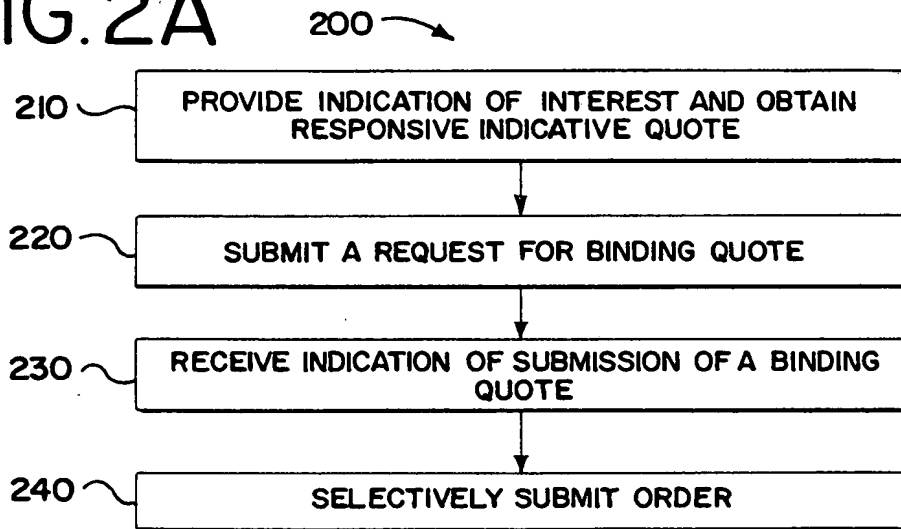 IG. 2A
200
210
PROVIDE INDICATION OF INTEREST AND OBTAIN
RESPONSIVE INDICATIVE QUOTE
220
SUBMIT A REQUEST FOR BINDING QUOTE
230
RECEIVE INDICATION OF SUBMISSION OF A BINDING
QUOTE
240
SELECTIVELY SUBMIT ORDER